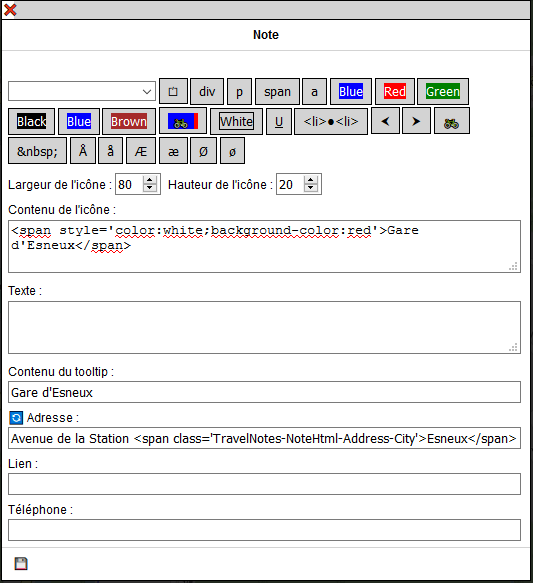 Note
div p span a Blue Red Green
Black Blue Brown White U <li>●<li> ⮜ ⮞
&nbsp; Å å Æ æ Ø ø
Largeur de l'icône : 80 Hauteur de l'icône : 20
Contenu de l'icône :
<span style='color:white;background-color:red'>Gare
d'Esneux</span>
Texte :
Contenu du tooltip :
Gare d'Esneux
Adresse :
Avenue de la Station <span class='TravelNotes-NoteHtml-Address-City'>Esneux</span>
Lien :
Téléphone :